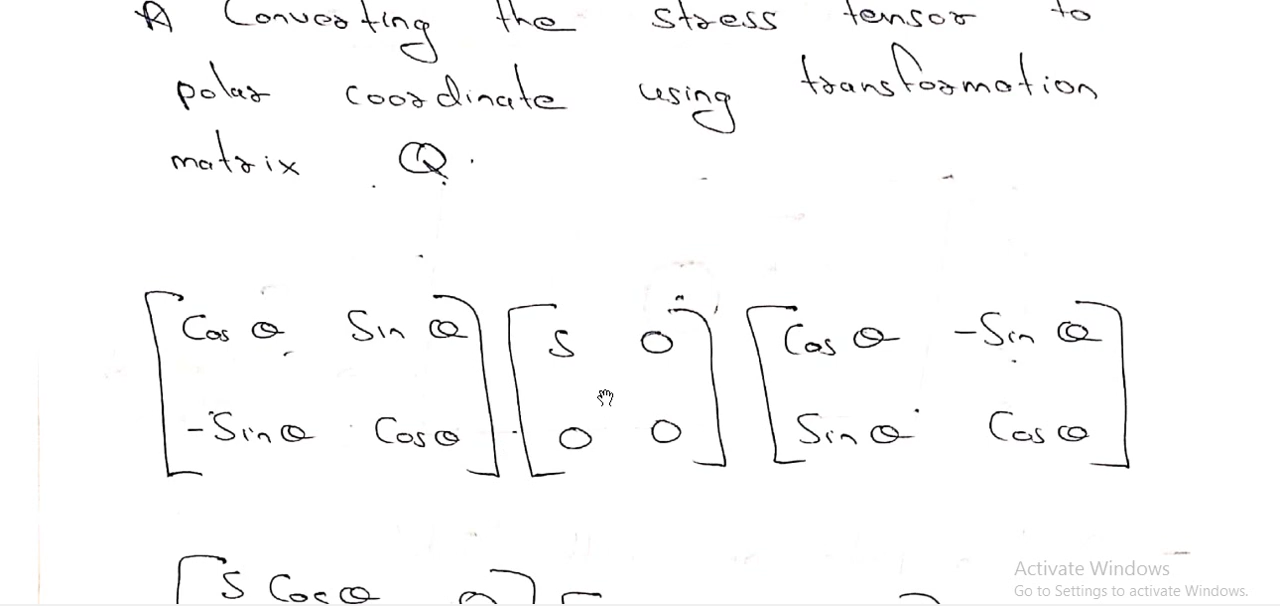 Converting the stress tensor to
polar coordinate using transformation
matrix Q.
[Cos θ Sin θ] [S 0] [Cos θ -Sin θ]
[-Sin θ Cos θ] [0 0] [Sin θ Cos θ]
[S Cos θ
Activate Windows
Go to Settings to activate Windows.